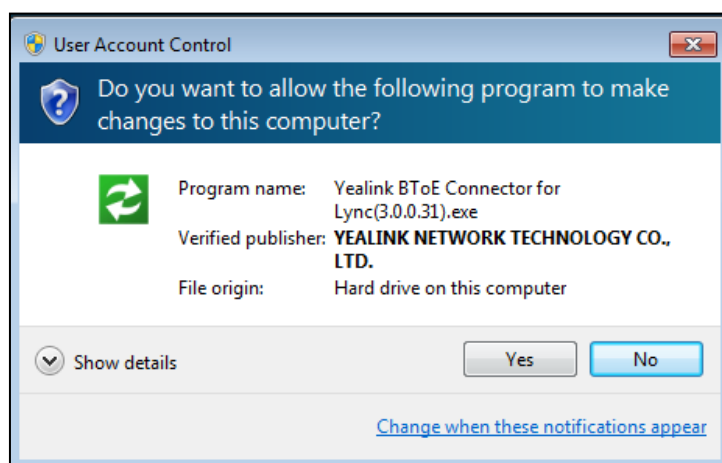 User Account Control
Do you want to allow the following program to make
changes to this computer?
Program name: Yealink BToE Connector for
Lync(3.0.0.31).exe
Verified publisher: YEALINK NETWORK TECHNOLOGY CO.,
LTD.
File origin: Hard drive on this computer
Show details
Yes
No
Change when these notifications appear